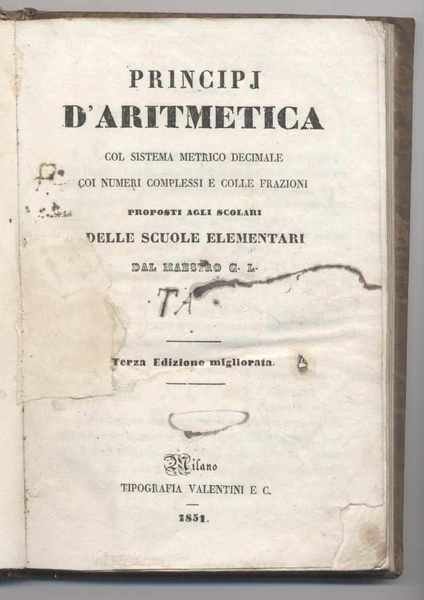 PRINCIPJ
D'ARITMETICA
COL SISTEMA METRICO DECIMALE
COI NUMERI COMPLESSI E COLLE FRAZIONI
PROPOSTI AGLI SCOLARI
DELLE SCUOLE ELEMENTARI
DAL MAESTRO G. L.
TA
Terza Edizione migliorata.
Milano
TIPOGRAFIA VALENTINI E C.
1851.